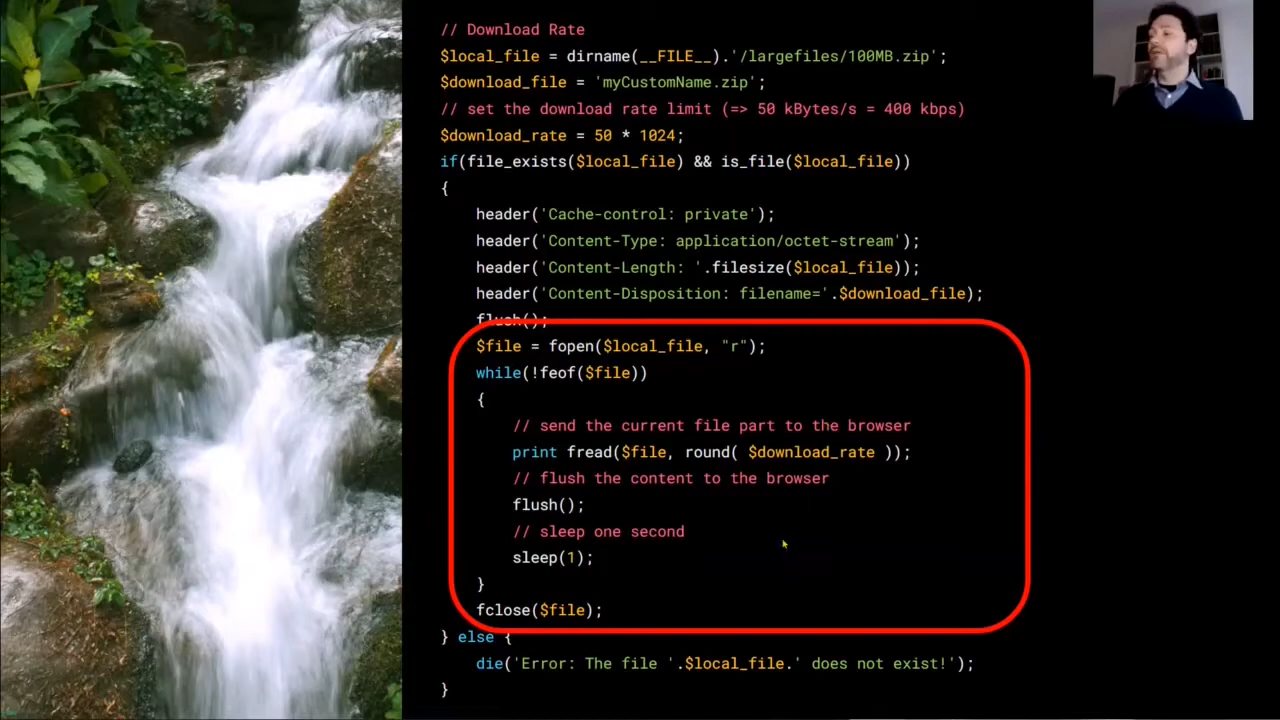 // Download Rate
$local_file = dirname(__FILE__).'/largefiles/100MB.zip';
$download_file = 'myCustomName.zip';
// set the download rate limit (=> 50 kBytes/s = 400 kbps)
$download_rate = 50 * 1024;
if(file_exists($local_file) && is_file($local_file))
{
header('Cache-control: private');
header('Content-Type: application/octet-stream');
header('Content-Length: '.filesize($local_file));
header('Content-Disposition: filename='.$download_file);
flush();
$file = fopen($local_file, "r");
while(!feof($file))
{
// send the current file part to the browser
print fread($file, round( $download_rate ));
// flush the content to the browser
flush();
// sleep one second
sleep(1);
}
fclose($file);
} else {
die('Error: The file '.$local_file.' does not exist!');
}